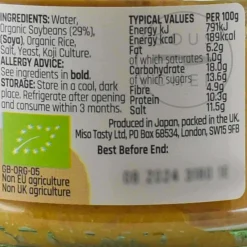 INGREDIENTS: Water,
Organic Soybeans (29%),
(Soya), Organic Rice,
Salt, Yeast, Koji Culture.
ALLERGY ADVICE:
See ingredients in bold.
STORAGE: Store in a cool, dark
place. Refrigerate after opening
and consume within 3 months.
TYPICAL VALUES PER 100g
Energy kJ 791kJ
Energy kcal 189kcal
Fat 6.2g
of which saturates 1.0g
Carbohydrate 18.0g
of which sugars 13.6g
Fibre 4.9g
Protein 10.3g
Salt 11.5g
Produced in Japan, packed in the UK.
Miso Tasty Ltd, PO Box 68534, London, SW15 9FB
Best Before End:
GB-ORG-05
Non EU agriculture
Non UK agriculture